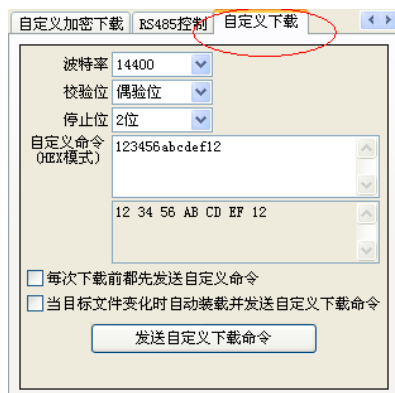 自定义加密下载 RS485控制 自定义下载
波特率 14400
校验位 偶验位
停止位 2位
自定义命令 123456abcdef12
(HEX模式)
12 34 56 AB CD EF 12
每次下载前都先发送自定义命令
当目标文件变化时自动装载并发送自定义下载命令
发送自定义下载命令